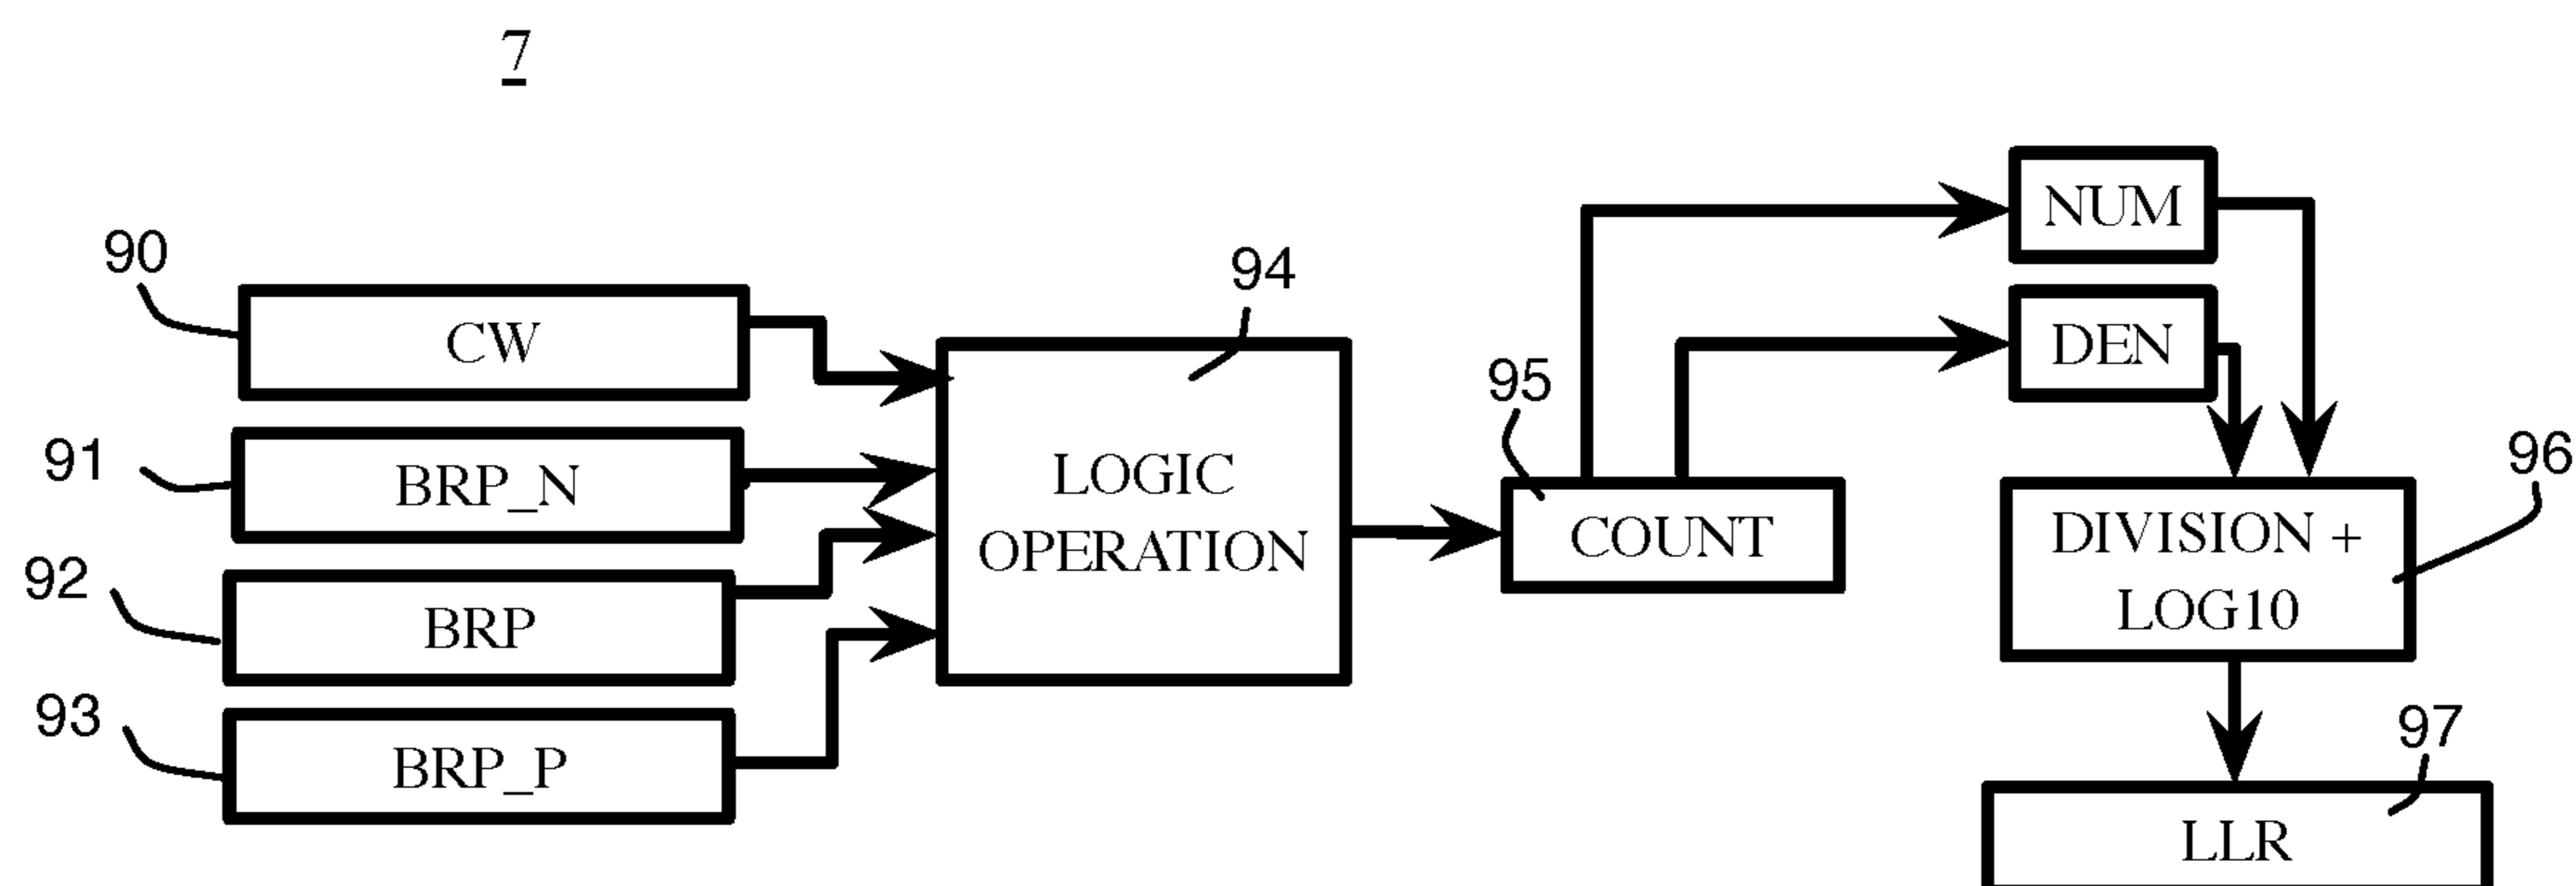 7
90
CW
91
BRP_N
92
BRP
93
BRP_P
94
LOGIC
OPERATION
95
COUNT
NUM
DEN
96
DIVISION +
LOG10
97
LLR